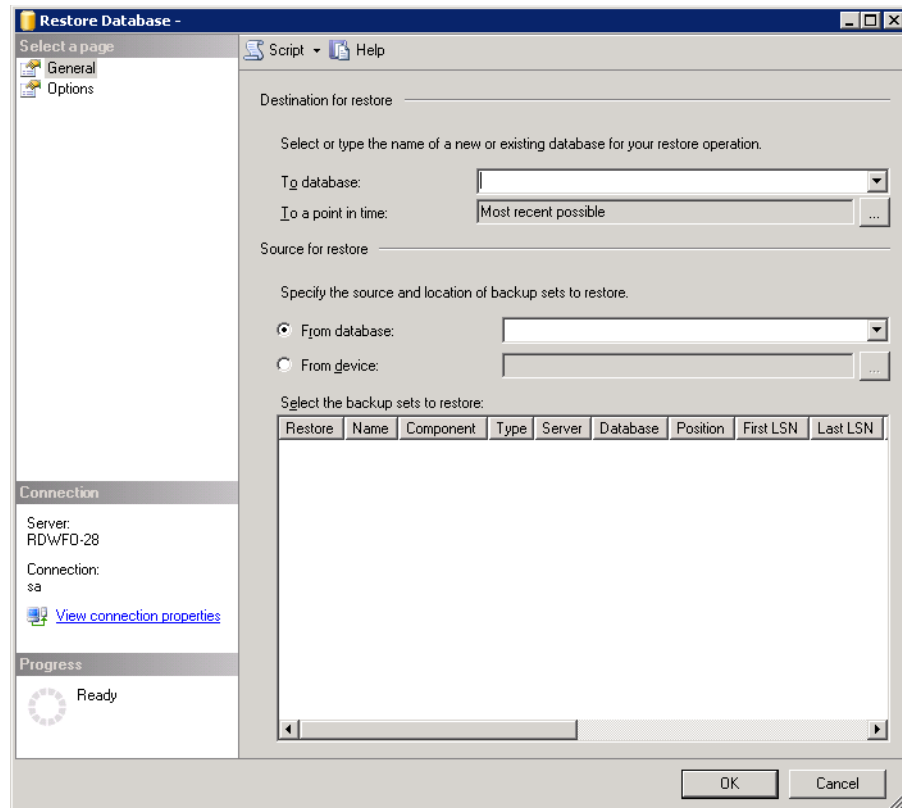 Restore Database -
Select a page
General
Options
Script Help
Destination for restore
Select or type the name of a new or existing database for your restore operation.
To database:
To a point in time: Most recent possible ...
Source for restore
Specify the source and location of backup sets to restore.
From database:
From device: ...
Select the backup sets to restore:
Restore Name Component Type Server Database Position First LSN Last LSN
Connection
Server:
RDWFO-28
Connection:
sa
View connection properties
Progress
Ready
OK Cancel